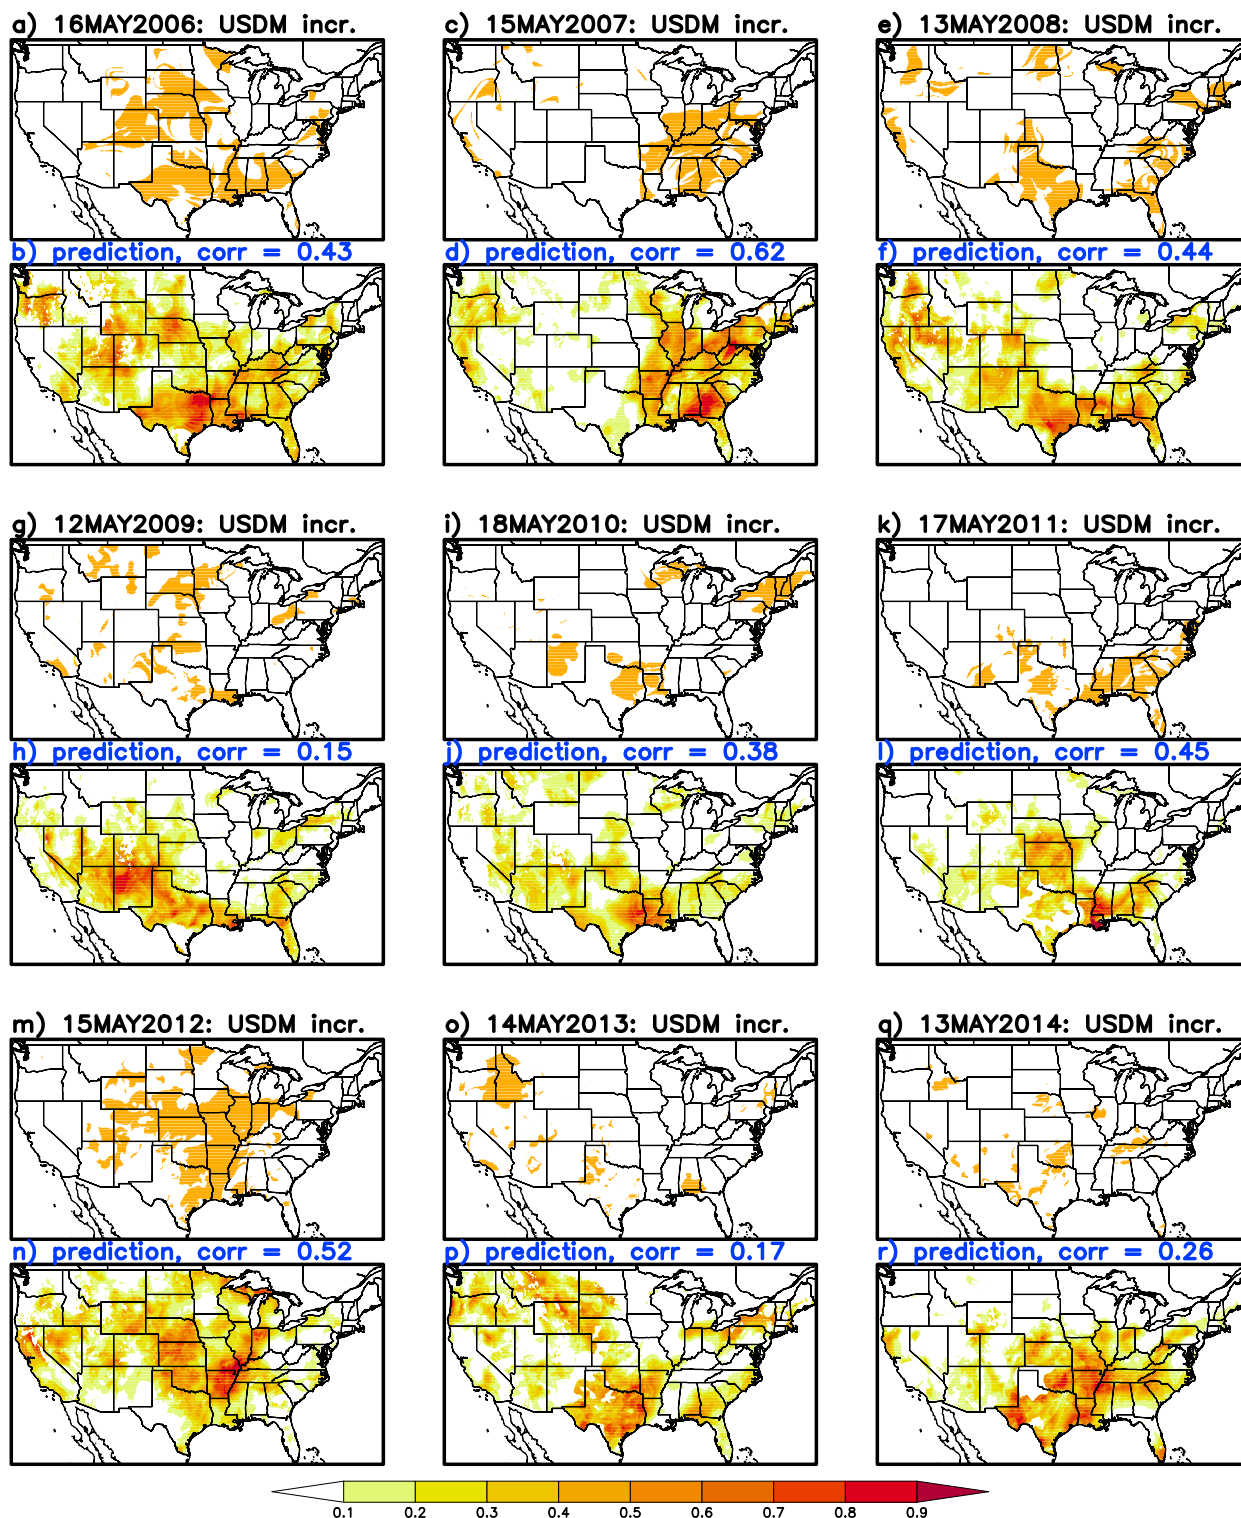 a) 16MAY2006: USDM incr.
c) 15MAY2007: USDM incr.
e) 13MAY2008: USDM incr.
b) prediction, corr = 0.43
d) prediction, corr = 0.62
f) prediction, corr = 0.44
g) 12MAY2009: USDM incr.
i) 18MAY2010: USDM incr.
k) 17MAY2011: USDM incr.
h) prediction, corr = 0.15
j) prediction, corr = 0.38
l) prediction, corr = 0.45
m) 15MAY2012: USDM incr.
o) 14MAY2013: USDM incr.
q) 13MAY2014: USDM incr.
n) prediction, corr = 0.52
p) prediction, corr = 0.17
r) prediction, corr = 0.26
0.1 0.2 0.3 0.4 0.5 0.6 0.7 0.8 0.9